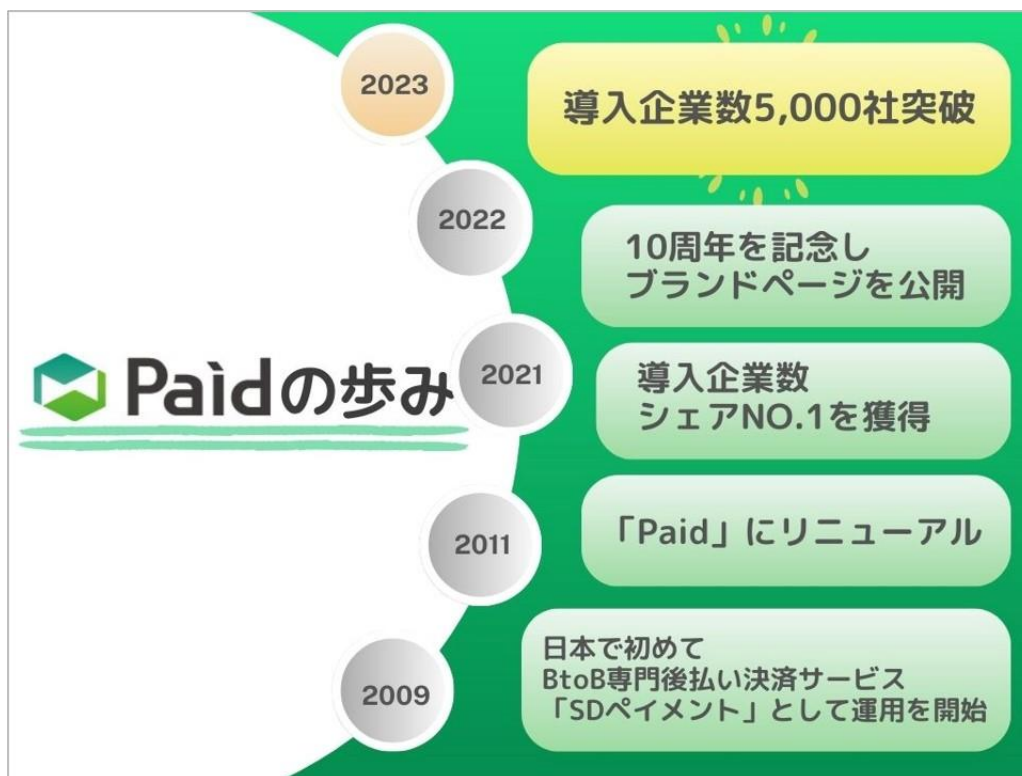 2023
導入企業数5,000社突破
2022
10周年を記念し
ブランドページを公開
Paidの歩み
2021
導入企業数
シェアNO.1を獲得
2011
「Paid」にリニューアル
2009
日本で初めて
BtoB専門後払い決済サービス
「SDペイメント」として運用を開始